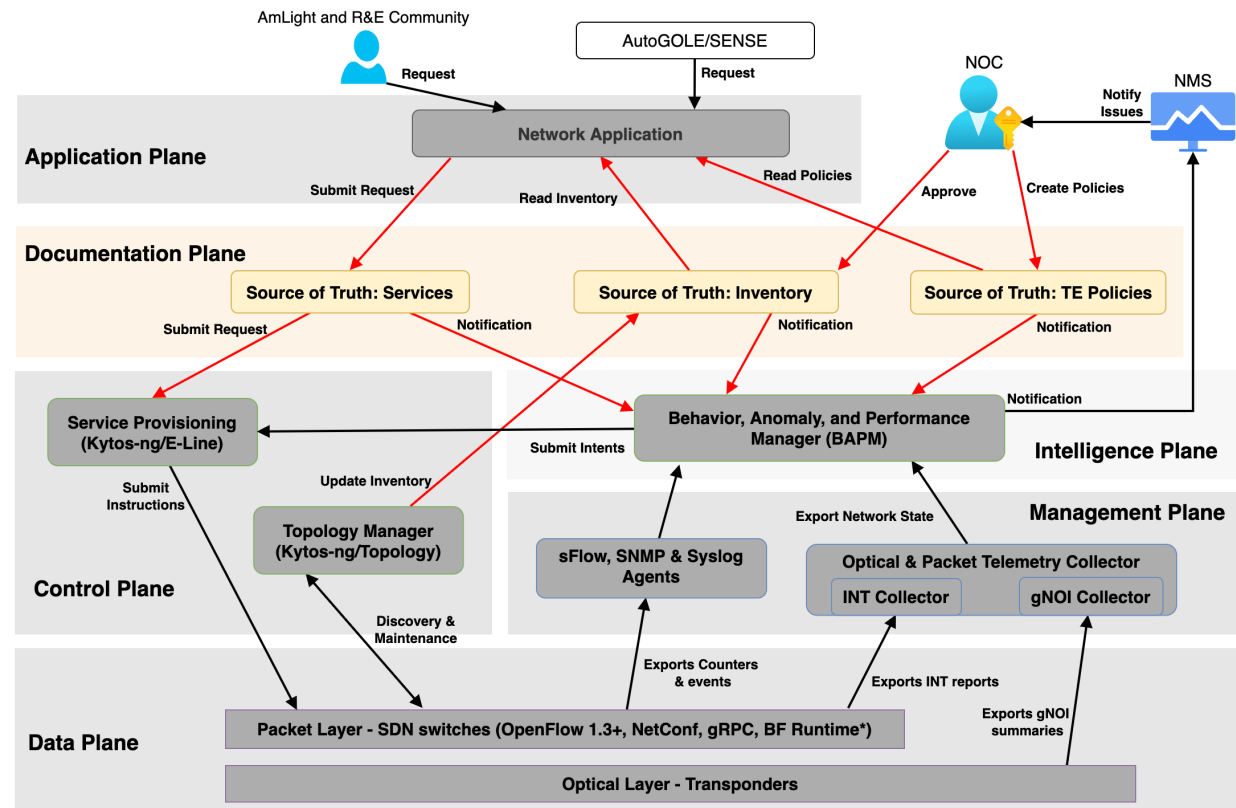 AmLight and R&E Community
AutoGOLE/SENSE
Request
Request
NOC
NMS
Notify
Issues
Network Application
Application Plane
Submit Request
Read Inventory
Read Policies
Approve
Create Policies
Documentation Plane
Source of Truth: Services
Source of Truth: Inventory
Source of Truth: TE Policies
Submit Request
Notification
Notification
Notification
Service Provisioning
(Kytos-ng/E-Line)
Behavior, Anomaly, and Performance
Manager (BAPM)
Notification
Submit Intents
Intelligence Plane
Submit
Instructions
Update Inventory
Topology Manager
(Kytos-ng/Topology)
Control Plane
Export Network State
Management Plane
sFlow, SNMP & Syslog
Agents
Optical & Packet Telemetry Collector
INT Collector
gNOI Collector
Discovery &
Maintenance
Exports Counters
& events
Exports INT reports
Exports gNOI
summaries
Data Plane
Packet Layer - SDN switches (OpenFlow 1.3+, NetConf, gRPC, BF Runtime*)
Optical Layer - Transponders